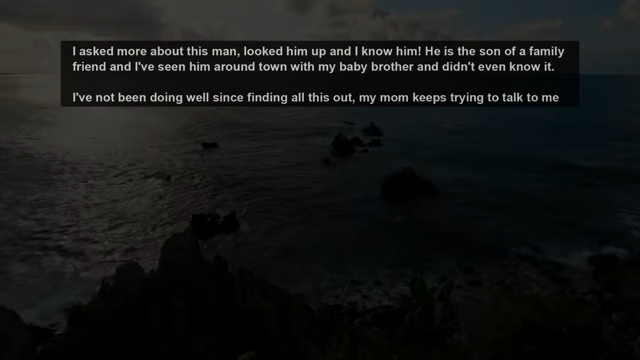 I asked more about this man, looked him up and I know him! He is the son of a family
friend and I've seen him around town with my baby brother and didn't even know it.
I've not been doing well since finding all this out, my mom keeps trying to talk to me